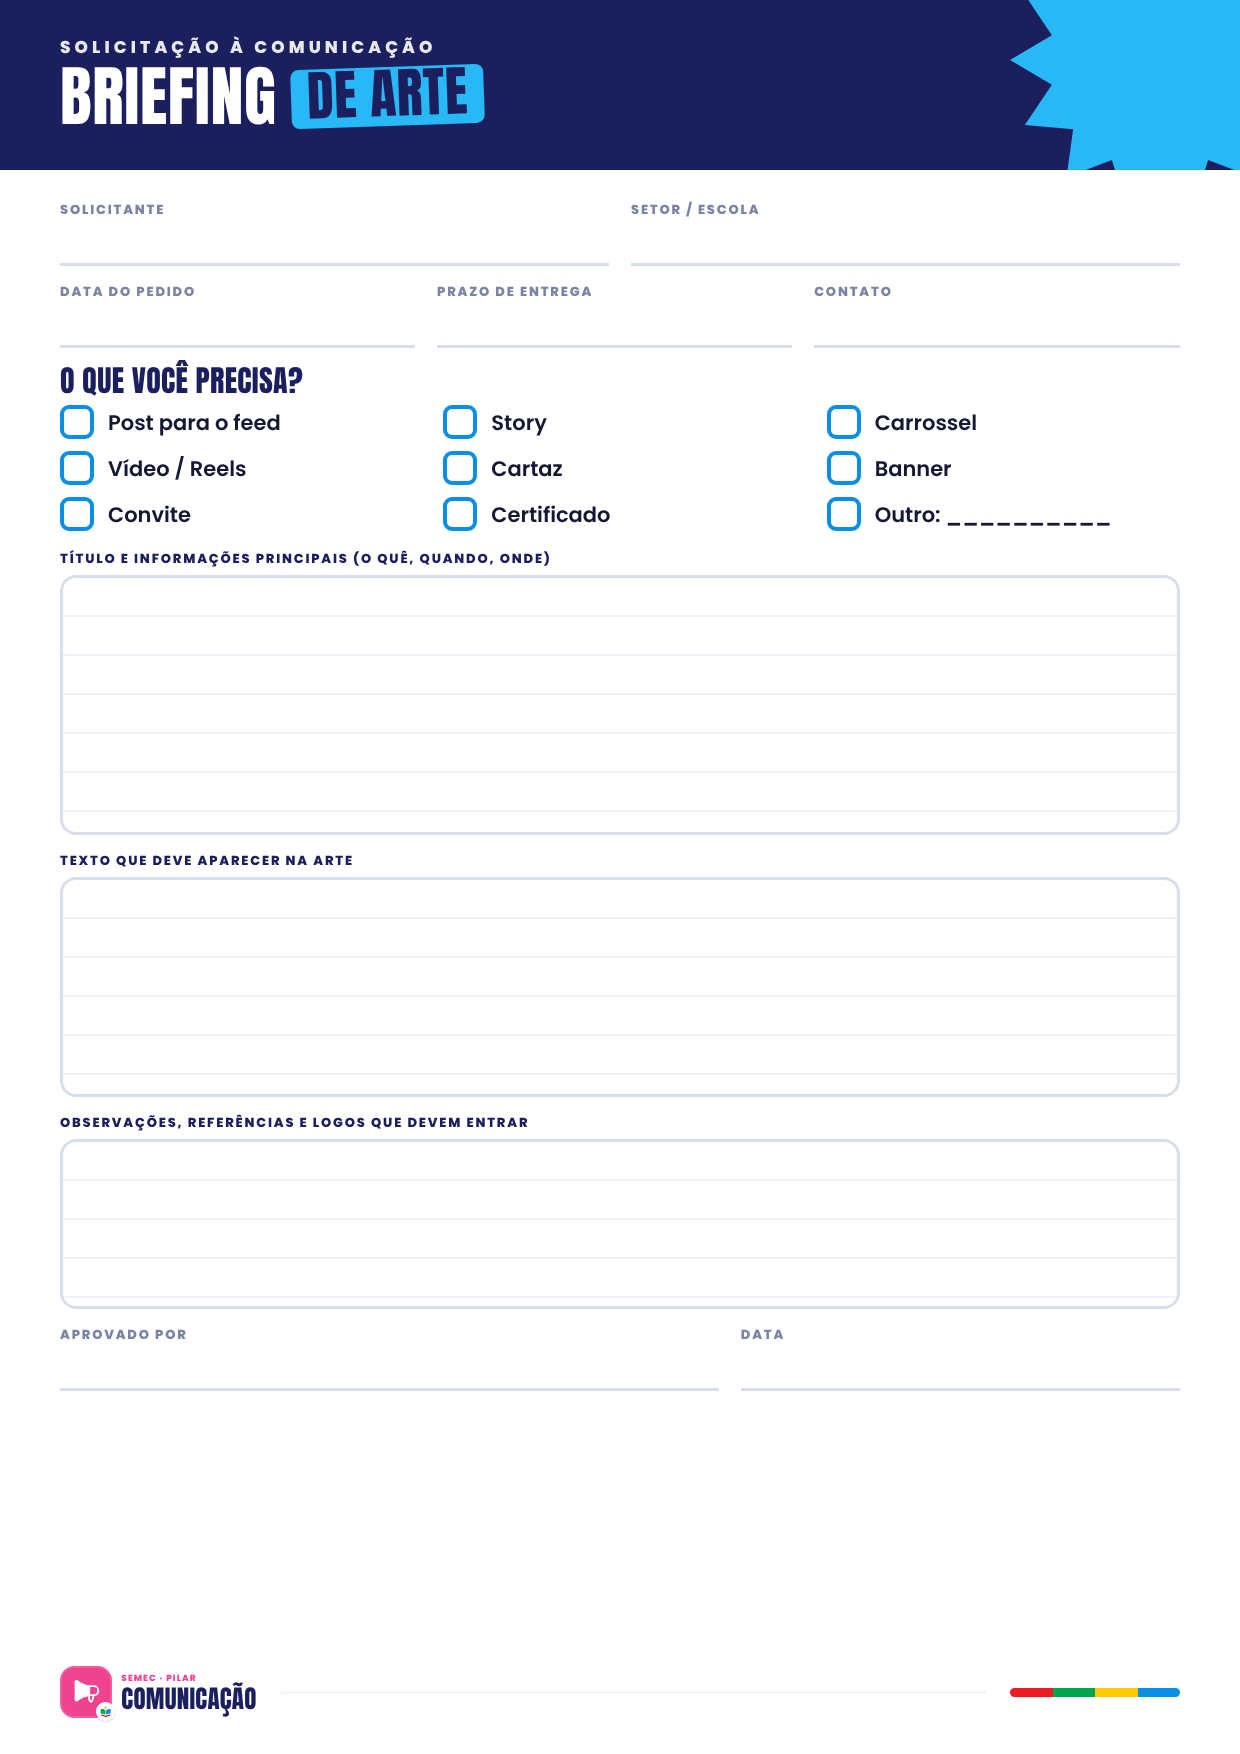 SOLICITAÇÃO À COMUNICAÇÃO
BRIEFING DE ARTE
SOLICITANTE
SETOR / ESCOLA
DATA DO PEDIDO
PRAZO DE ENTREGA
CONTATO
O QUE VOCÊ PRECISA?
Post para o feed
Story
Carrossel
Vídeo / Reels
Cartaz
Banner
Convite
Certificado
Outro: __________
TÍTULO E INFORMAÇÕES PRINCIPAIS (O QUÊ, QUANDO, ONDE)
TEXTO QUE DEVE APARECER NA ARTE
OBSERVAÇÕES, REFERÊNCIAS E LOGOS QUE DEVEM ENTRAR
APROVADO POR
DATA
SEMEC · PILAR
COMUNICAÇÃO